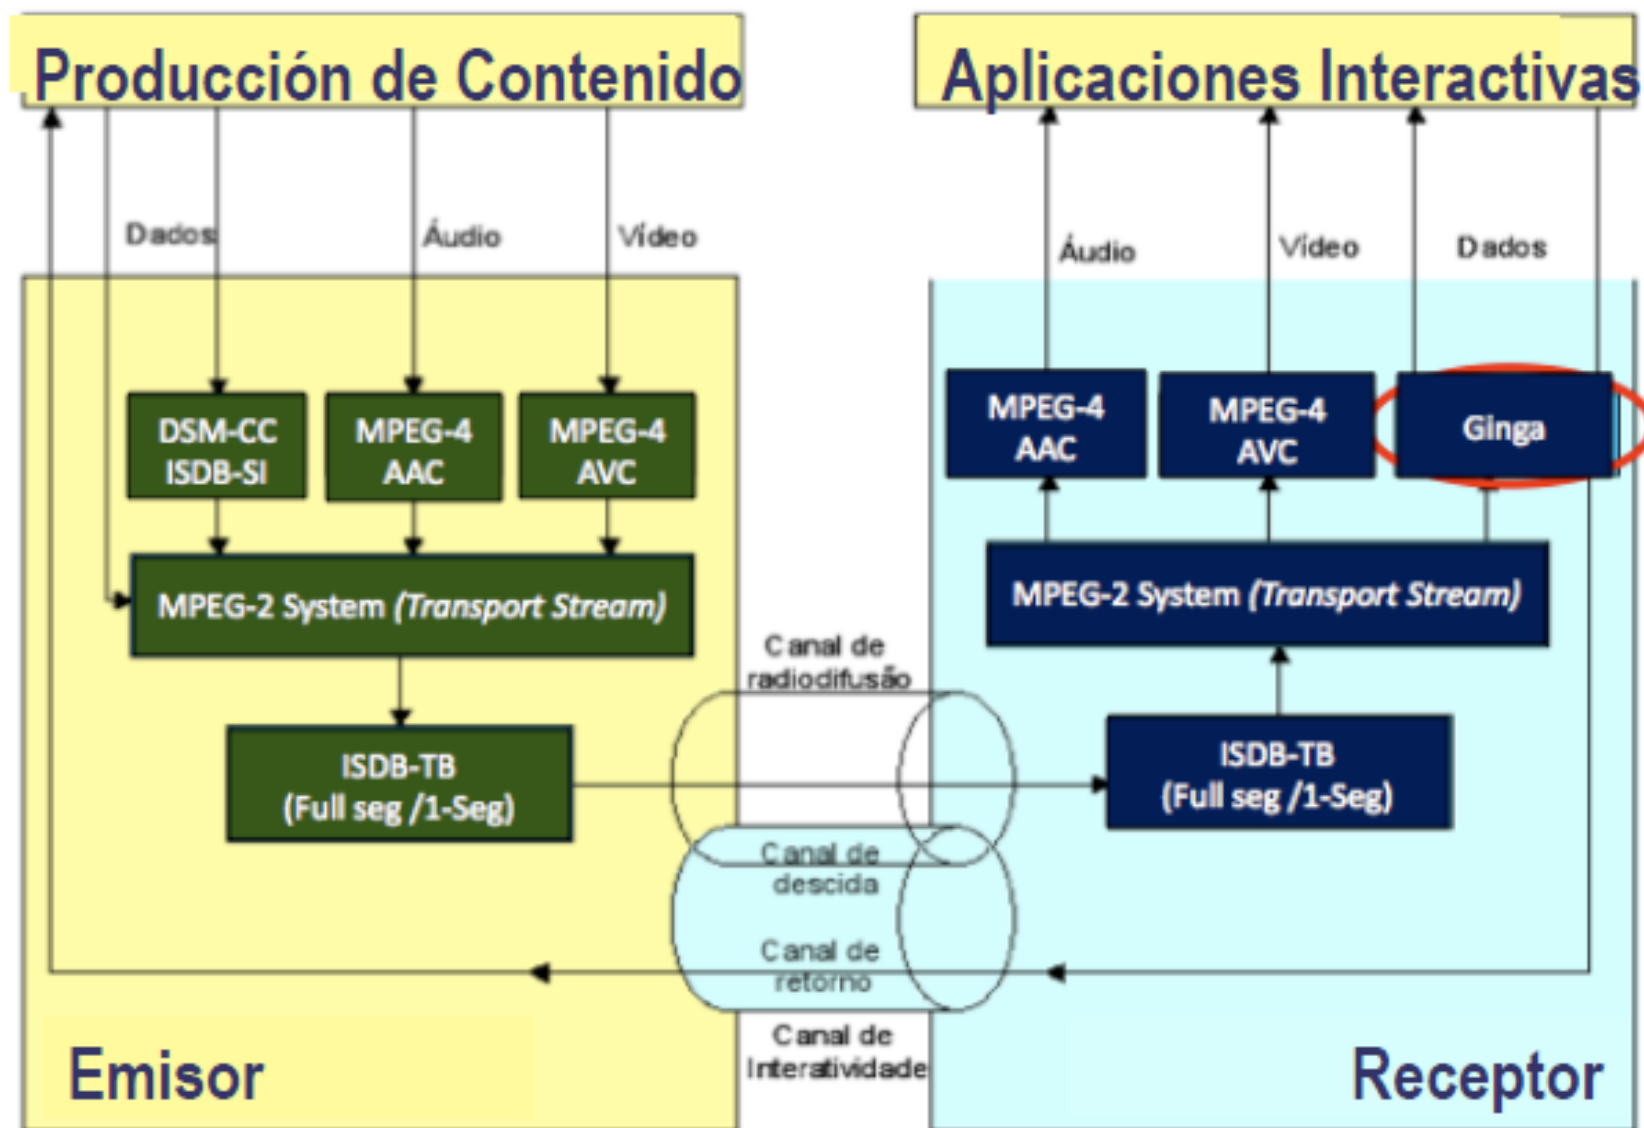 Producción de Contenido
Aplicaciones Interactivas
Dados
Áudio
Vídeo
Áudio
Vídeo
Dados
DSM-CC
ISDB-SI
MPEG-4
AAC
MPEG-4
AVC
MPEG-4
AAC
MPEG-4
AVC
Ginga
MPEG-2 System (Transport Stream)
MPEG-2 System (Transport Stream)
Canal de
radiodifusão
ISDB-TB
(Full seg /1-Seg)
ISDB-TB
(Full seg /1-Seg)
Canal de
descida
Canal de
retorno
Canal de
Interatividade
Emisor
Receptor